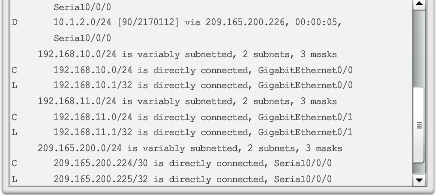 Serial0/0/0
D 10.1.2.0/24 [90/2170112] via 209.165.200.226, 00:00:05,
Serial0/0/0
192.168.10.0/24 is variably subnetted, 2 subnets, 3 masks
C 192.168.10.0/24 is directly connected, GigabitEthernet0/0
L 192.168.10.1/32 is directly connected, GigabitEthernet0/0
192.168.11.0/24 is variably subnetted, 2 subnets, 3 masks
C 192.168.11.0/24 is directly connected, GigabitEthernet0/1
L 192.168.11.1/32 is directly connected, GigabitEthernet0/1
209.165.200.0/24 is variably subnetted, 2 subnets, 3 masks
C 209.165.200.224/30 is directly connected, Serial0/0/0
L 209.165.200.225/32 is directly connected, Serial0/0/0